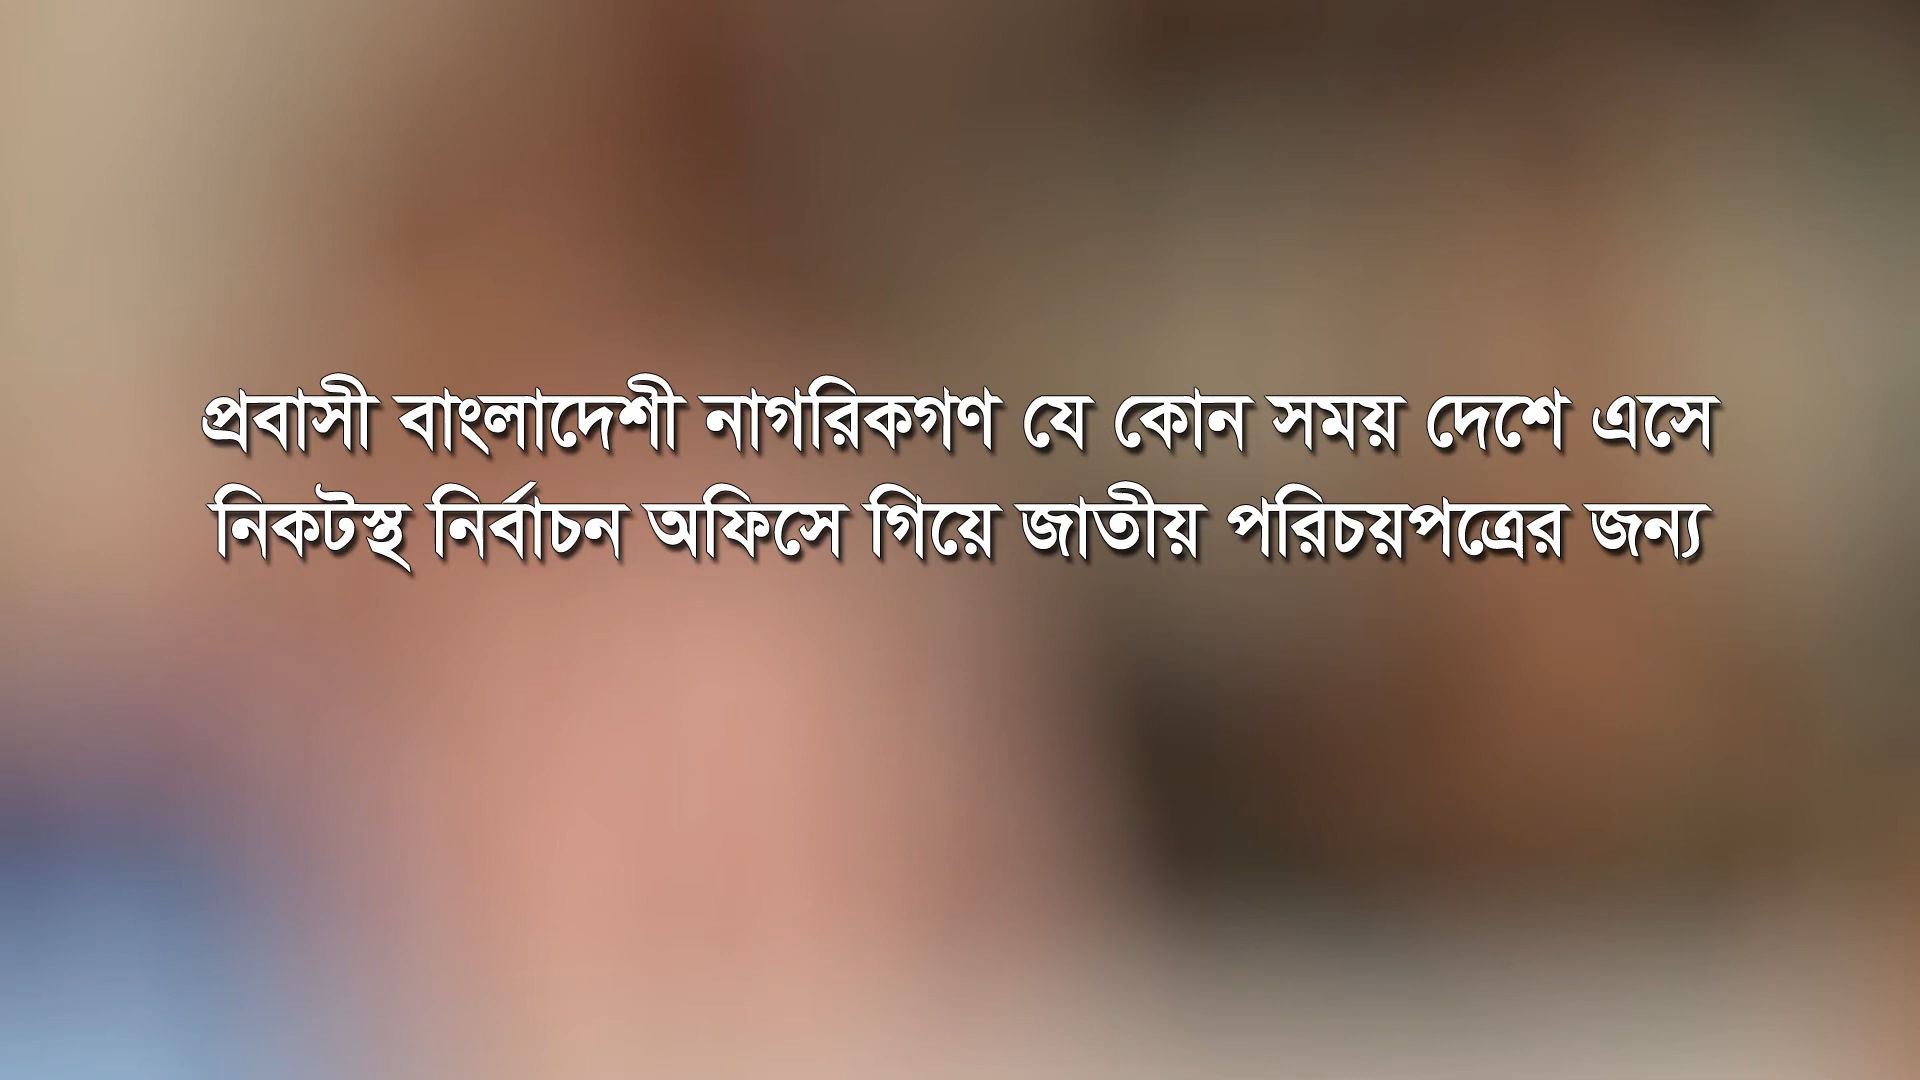 প্রবাসী বাংলাদেশী নাগরিকগণ যে কোন সময় দেশে এসে
নিকটস্থ নির্বাচন অফিসে গিয়ে জাতীয় পরিচয়পত্রের জন্য